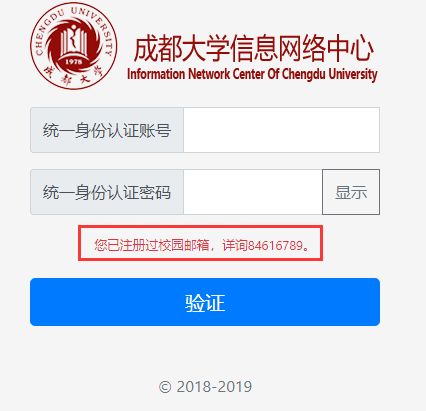 CHENGDU UNIVERSITY
1978
成都大学
成都大学信息网络中心
Information Network Center Of Chengdu University
统一身份认证账号
统一身份认证密码
显示
您已注册过校园邮箱，详询84616789。
验证
© 2018-2019